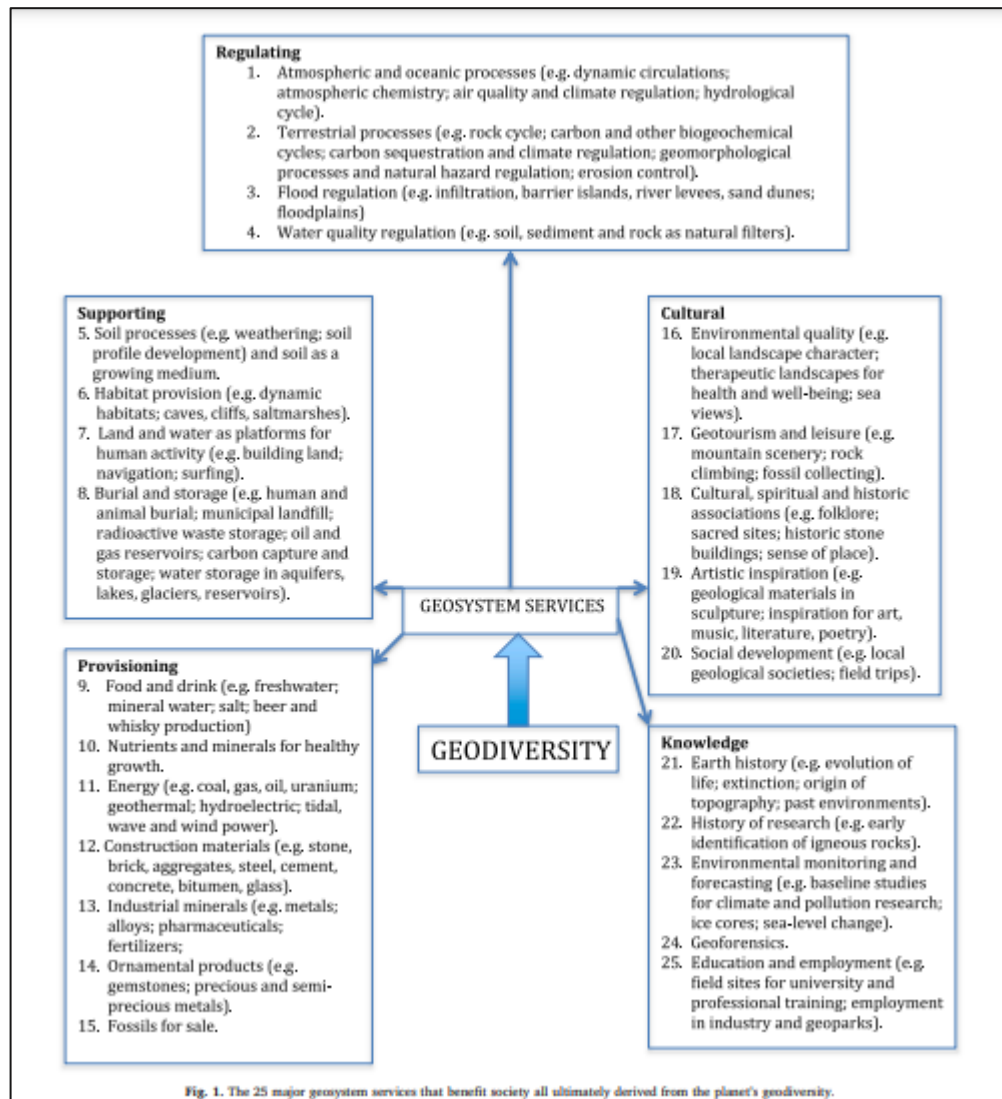 Regulating
1. Atmospheric and oceanic processes (e.g. dynamic circulations;
atmospheric chemistry; air quality and climate regulation; hydrological
cycle).
2. Terrestrial processes (e.g. rock cycle; carbon and other biogeochemical
cycles; carbon sequestration and climate regulation; geomorphological
processes and natural hazard regulation; erosion control).
3. Flood regulation (e.g. infiltration, barrier islands, river levees, sand dunes;
floodplains)
4. Water quality regulation (e.g. soil, sediment and rock as natural filters).
Supporting
5. Soil processes (e.g. weathering; soil
profile development) and soil as a
growing medium.
6. Habitat provision (e.g. dynamic
habitats; caves, cliffs, saltmarshes).
7. Land and water as platforms for
human activity (e.g. building land;
navigation; surfing).
8. Burial and storage (e.g. human and
animal burial; municipal landfill;
radioactive waste storage; oil and
gas reservoirs; carbon capture and
storage; water storage in aquifers,
lakes, glaciers, reservoirs).
Cultural
16. Environmental quality (e.g.
local landscape character;
therapeutic landscapes for
health and well-being; sea
views).
17. Geotourism and leisure (e.g.
mountain scenery; rock
climbing; fossil collecting).
18. Cultural, spiritual and historic
associations (e.g. folklore;
sacred sites; historic stone
buildings; sense of place).
19. Artistic inspiration (e.g.
geological materials in
sculpture; inspiration for art,
music, literature, poetry).
20. Social development (e.g. local
geological societies; field trips).
GEOSYSTEM SERVICES
GEODIVERSITY
Provisioning
9. Food and drink (e.g. freshwater;
mineral water; salt; beer and
whisky production)
10. Nutrients and minerals for healthy
growth.
11. Energy (e.g. coal, gas, oil, uranium;
geothermal; hydroelectric; tidal,
wave and wind power).
12. Construction materials (e.g. stone,
brick, aggregates, steel, cement,
concrete, bitumen, glass).
13. Industrial minerals (e.g. metals;
alloys; pharmaceuticals;
fertilizers;
14. Ornamental products (e.g.
gemstones; precious and semi-
precious metals).
15. Fossils for sale.
Knowledge
21. Earth history (e.g. evolution of
life; extinction; origin of
topography; past environments).
22. History of research (e.g. early
identification of igneous rocks).
23. Environmental monitoring and
forecasting (e.g. baseline studies
for climate and pollution research;
ice cores; sea-level change).
24. Geoforensics.
25. Education and employment (e.g.
field sites for university and
professional training; employment
in industry and geoparks).
Fig. 1. The 25 major geosystem services that benefit society all ultimately derived from the planet's geodiversity.